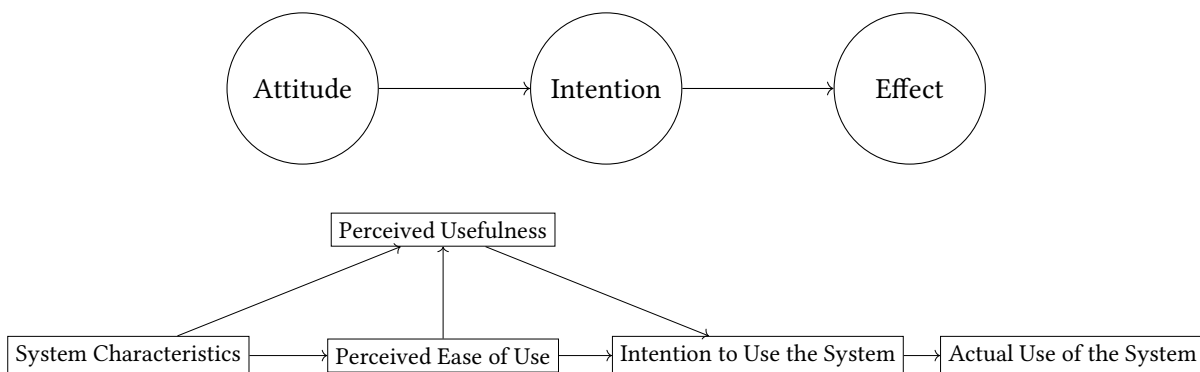 Attitude
Intention
Effect
Perceived Usefulness
System Characteristics
Perceived Ease of Use
Intention to Use the System
Actual Use of the System